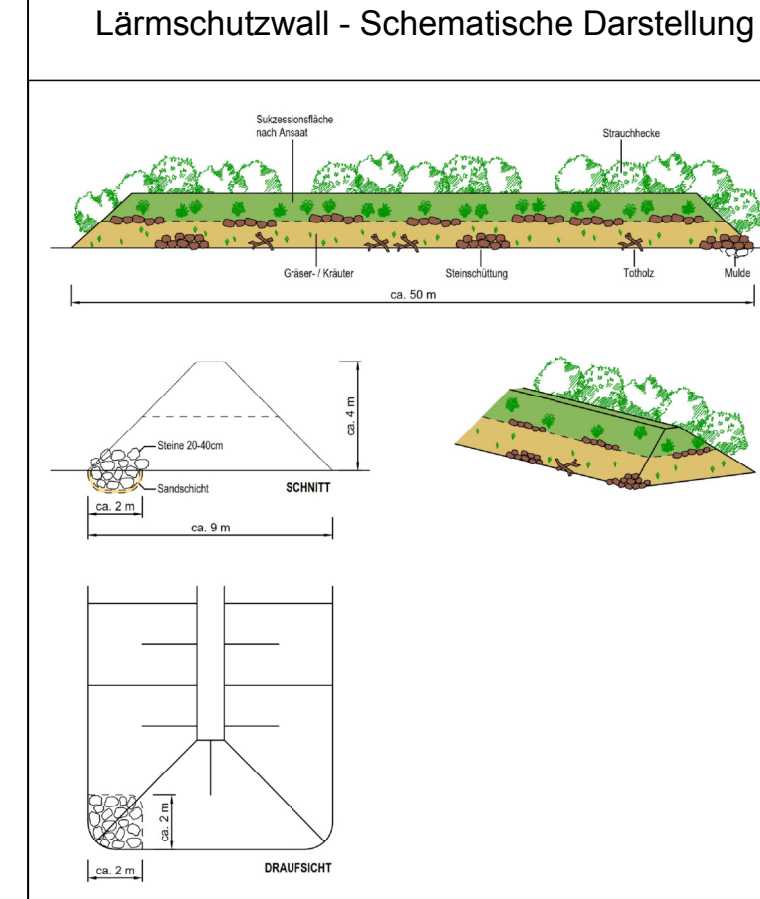 Lärmschutzwall - Schematische Darstellung
Sukzessionsfläche
nach Ansaat
Strauchhecke
Gräser- / Kräuter
Steinschüttung
Totholz
Mulde
ca. 50 m
ca. 4 m
Steine 20-40cm
Sandschicht
SCHNITT
ca. 2 m
ca. 9 m
ca. 2 m
ca. 2 m
DRAUFSICHT